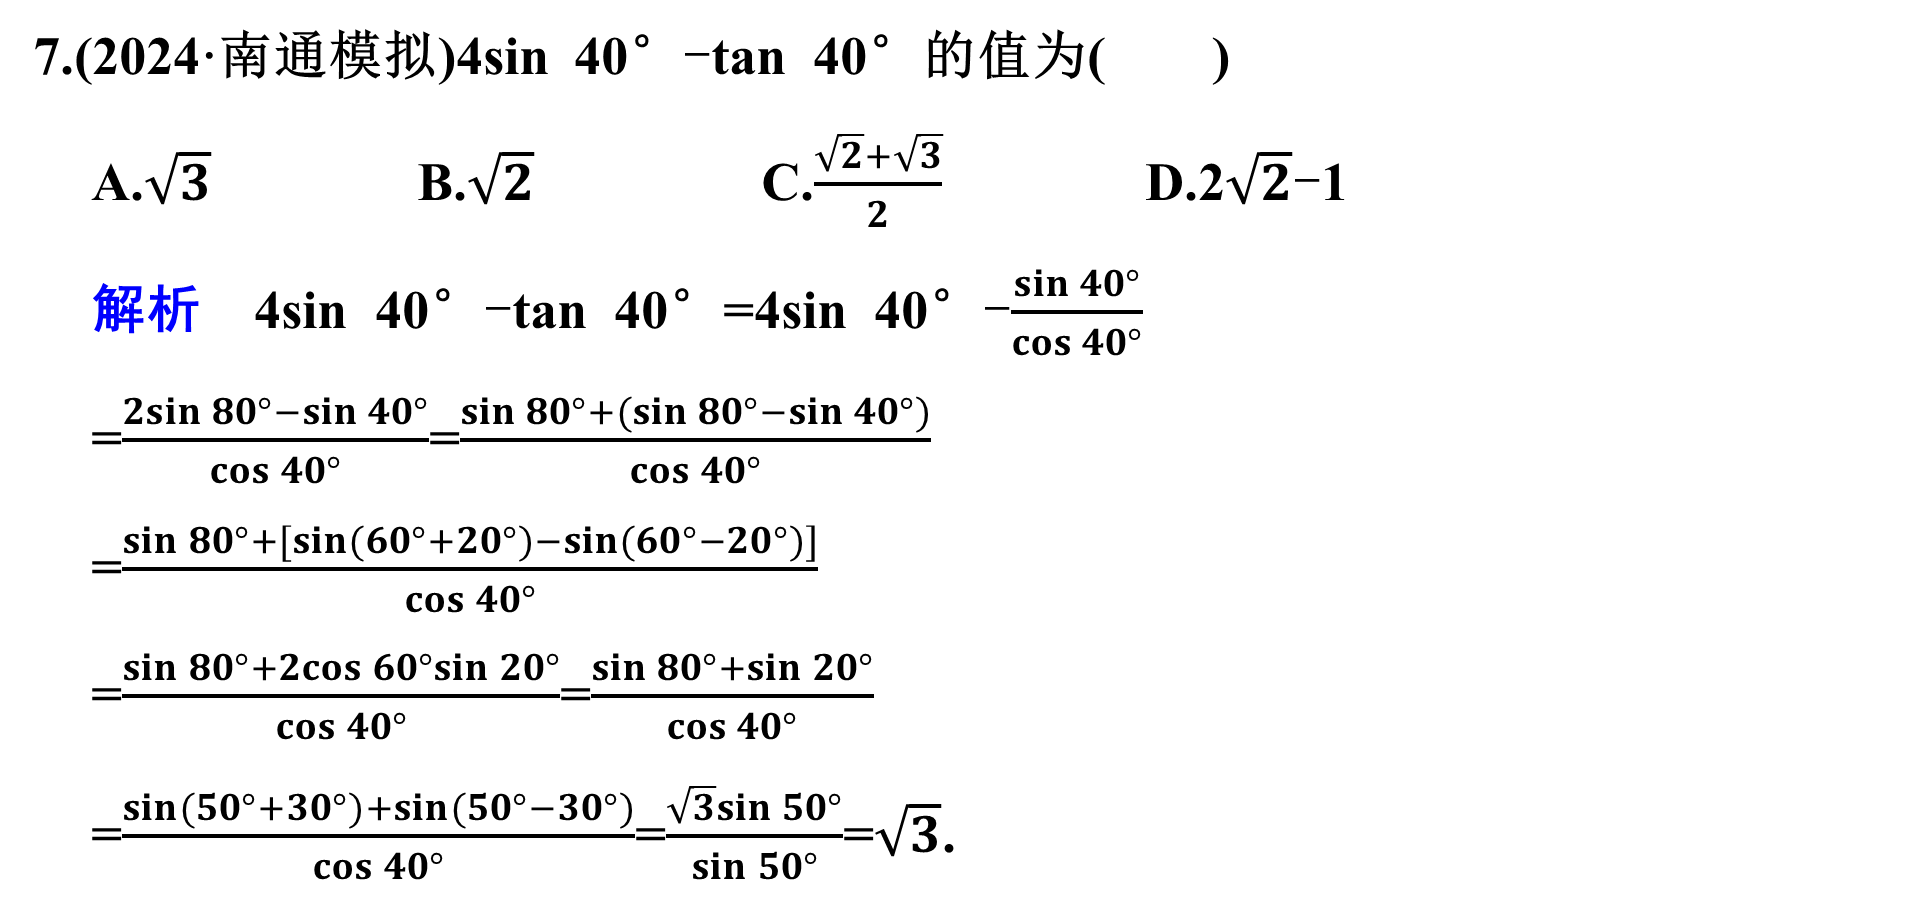 7.(2024·南通模拟)4sin 40°-tan 40°的值为(  )
A.√3 B.√2 C.(√2+√3)/2 D.2√2-1
解析 4sin 40°-tan 40°=4sin 40°-sin 40°/cos 40°
=(2sin 80°-sin 40°)/cos 40°=(sin 80°+(sin 80°-sin 40°))/cos 40°
=(sin 80°+[sin(60°+20°)-sin(60°-20°)])/cos 40°
=(sin 80°+2cos 60°sin 20°)/cos 40°=(sin 80°+sin 20°)/cos 40°
=(sin(50°+30°)+sin(50°-30°))/cos 40°=√3sin 50°/sin 50°=√3.